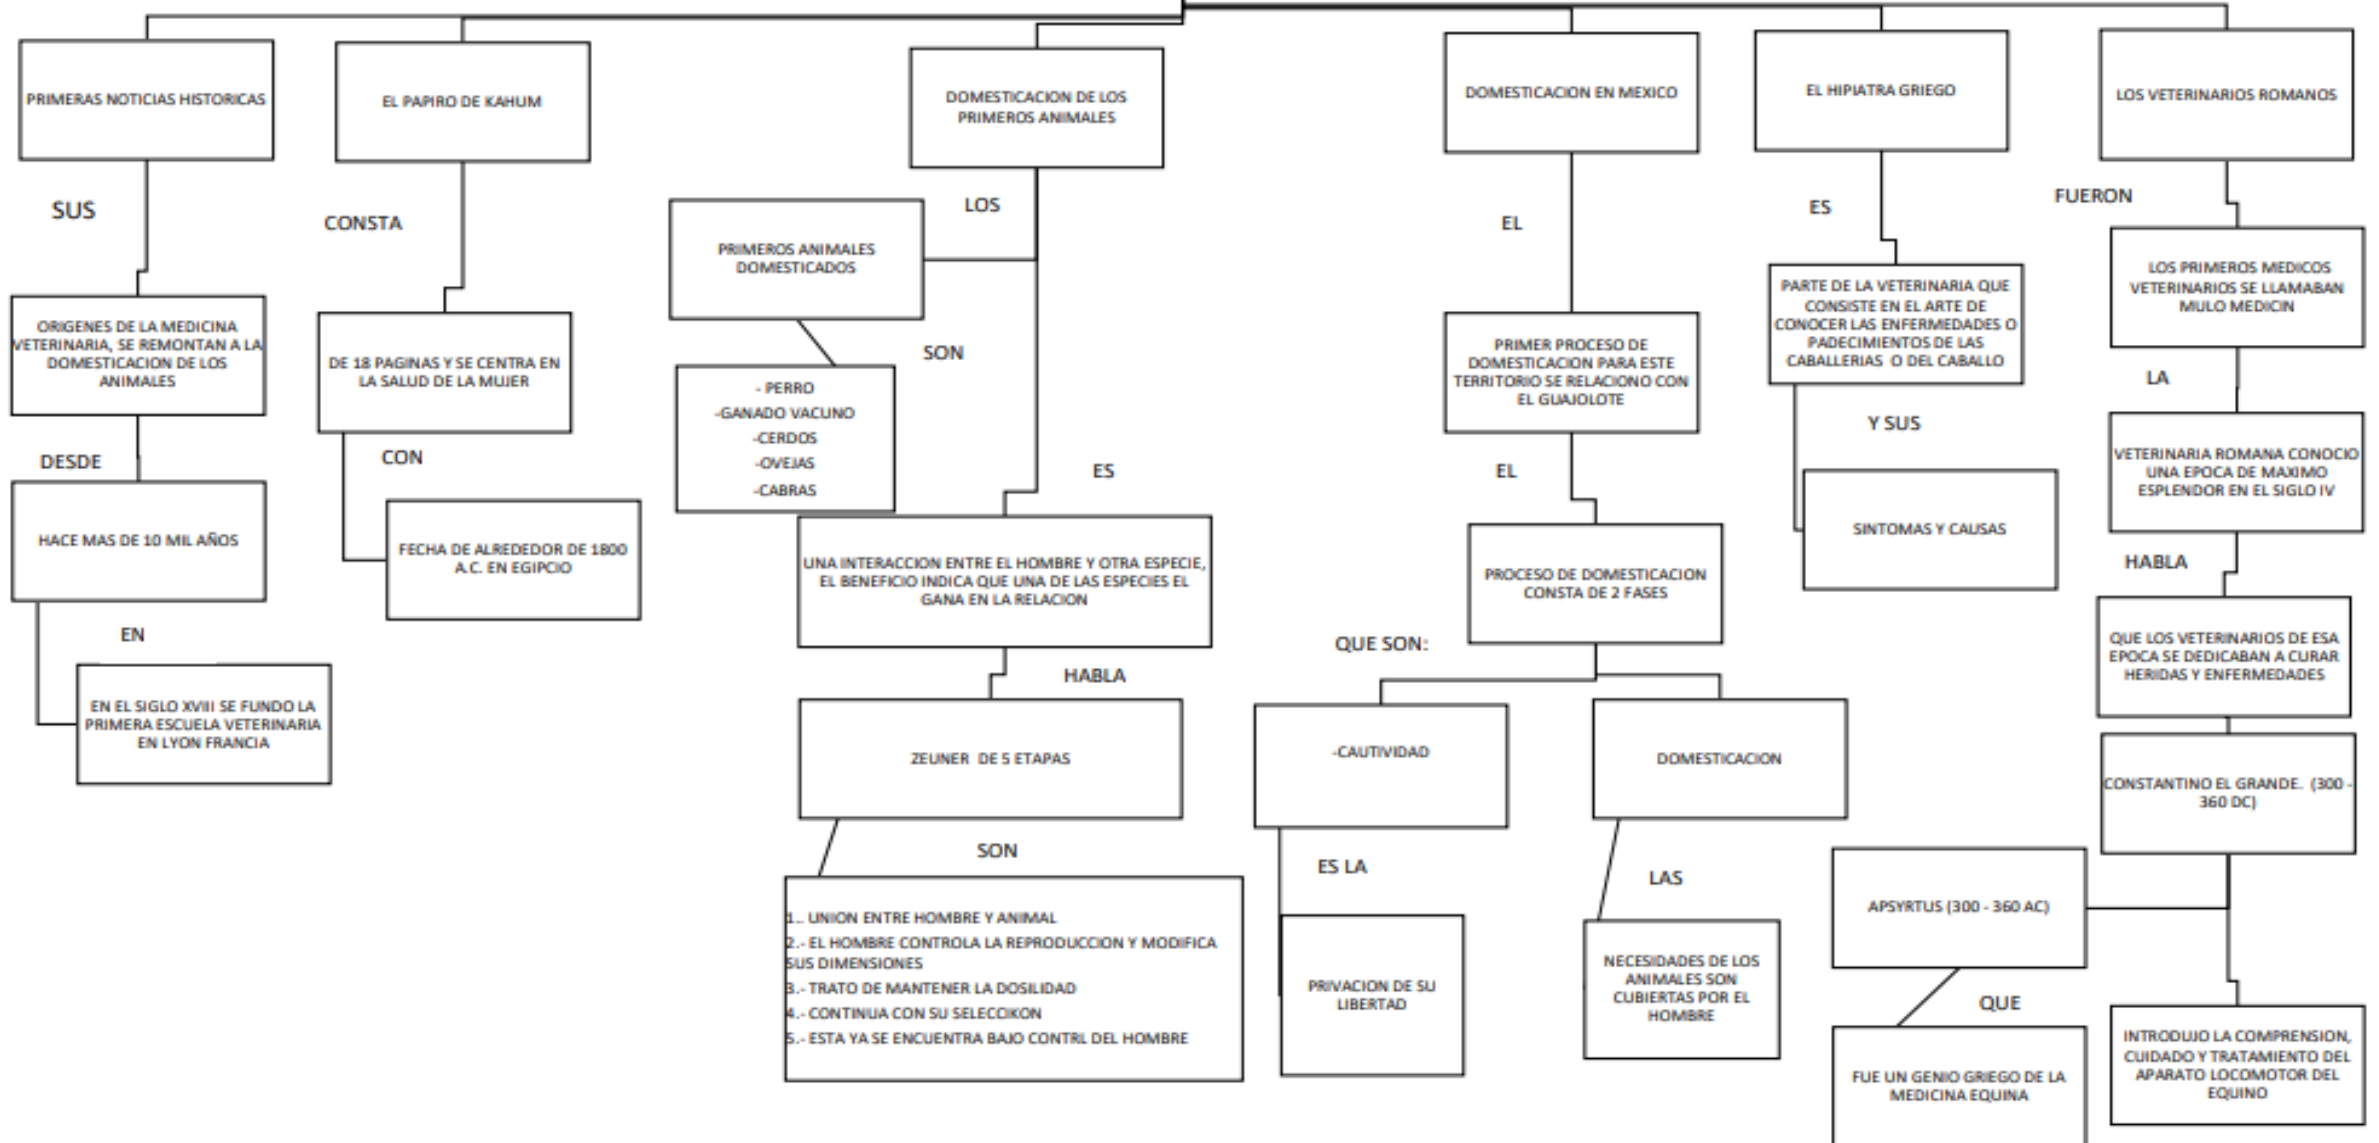 PRIMERAS NOTICIAS HISTORICAS
SUS
ORIGENES DE LA MEDICINA
VETERINARIA, SE REMONTAN A LA
DOMESTICACION DE LOS
ANIMALES
DESDE
HACE MAS DE 10 MIL AÑOS
EN
EN EL SIGLO XVIII SE FUNDO LA
PRIMERA ESCUELA VETERINARIA
EN LYON FRANCIA
EL PAPIRO DE KAHUM
CONSTA
DE 18 PAGINAS Y SE CENTRA EN
LA SALUD DE LA MUJER
CON
FECHA DE ALREDEDOR DE 1800
A.C. EN EGIPCIO
DOMESTICACION DE LOS
PRIMEROS ANIMALES
LOS
PRIMEROS ANIMALES
DOMESTICADOS
SON
- PERRO
-GANADO VACUNO
-CERDOS
-OVEJAS
-CABRAS
ES
UNA INTERACCION ENTRE EL HOMBRE Y OTRA ESPECIE,
EL BENEFICIO INDICA QUE UNA DE LAS ESPECIES EL
GANA EN LA RELACION
HABLA
ZEUNER DE 5 ETAPAS
SON
1.. UNION ENTRE HOMBRE Y ANIMAL
2.- EL HOMBRE CONTROLA LA REPRODUCCION Y MODIFICA
SUS DIMENSIONES
3.- TRATO DE MANTENER LA DOSILIDAD
4.- CONTINUA CON SU SELECCIKON
5.- ESTA YA SE ENCUENTRA BAJO CONTRL DEL HOMBRE
DOMESTICACION EN MEXICO
EL
PRIMER PROCESO DE
DOMESTICACION PARA ESTE
TERRITORIO SE RELACIONO CON
EL GUAJOLOTE
EL
PROCESO DE DOMESTICACION
CONSTA DE 2 FASES
QUE SON:
-CAUTIVIDAD
ES LA
PRIVACION DE SU
LIBERTAD
DOMESTICACION
LAS
NECESIDADES DE LOS
ANIMALES SON
CUBIERTAS POR EL
HOMBRE
EL HIPIATRA GRIEGO
ES
PARTE DE LA VETERINARIA QUE
CONSISTE EN EL ARTE DE
CONOCER LAS ENFERMEDADES O
PADECIMIENTOS DE LAS
CABALLERIAS O DEL CABALLO
Y SUS
SINTOMAS Y CAUSAS
LOS VETERINARIOS ROMANOS
FUERON
LOS PRIMEROS MEDICOS
VETERINARIOS SE LLAMABAN
MULO MEDICIN
LA
VETERINARIA ROMANA CONOCIO
UNA EPOCA DE MAXIMO
ESPLENDOR EN EL SIGLO IV
HABLA
QUE LOS VETERINARIOS DE ESA
EPOCA SE DEDICABAN A CURAR
HERIDAS Y ENFERMEDADES
CONSTANTINO EL GRANDE. (300 -
360 DC)
APSYRTUS (300 - 360 AC)
QUE
FUE UN GENIO GRIEGO DE LA
MEDICINA EQUINA
INTRODUJO LA COMPRENSION,
CUIDADO Y TRATAMIENTO DEL
APARATO LOCOMOTOR DEL
EQUINO